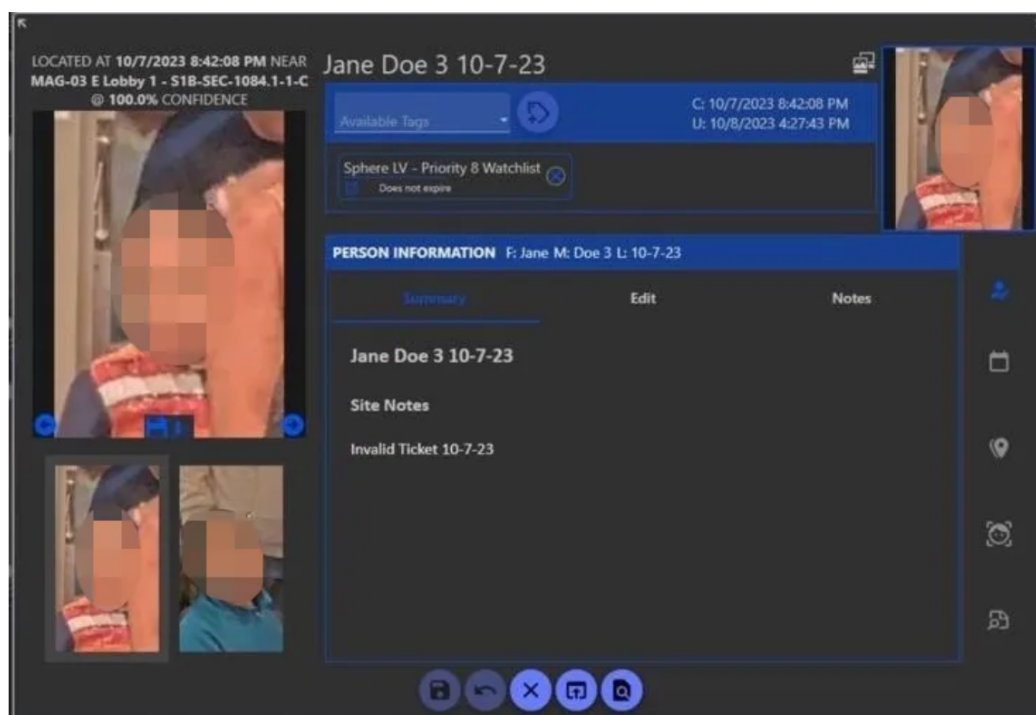 LOCATED AT 10/7/2023 8:42:08 PM NEAR
MAG-03 E Lobby 1 - S1B-SEC-1084.1-1-C
@ 100.0% CONFIDENCE
Jane Doe 3 10-7-23
Available Tags
C: 10/7/2023 8:42:08 PM
U: 10/8/2023 4:27:43 PM
Sphere LV - Priority 8 Watchlist
Does not expire
PERSON INFORMATION F: Jane M: Doe 3 L: 10-7-23
Summary Edit Notes
Jane Doe 3 10-7-23
Site Notes
Invalid Ticket 10-7-23